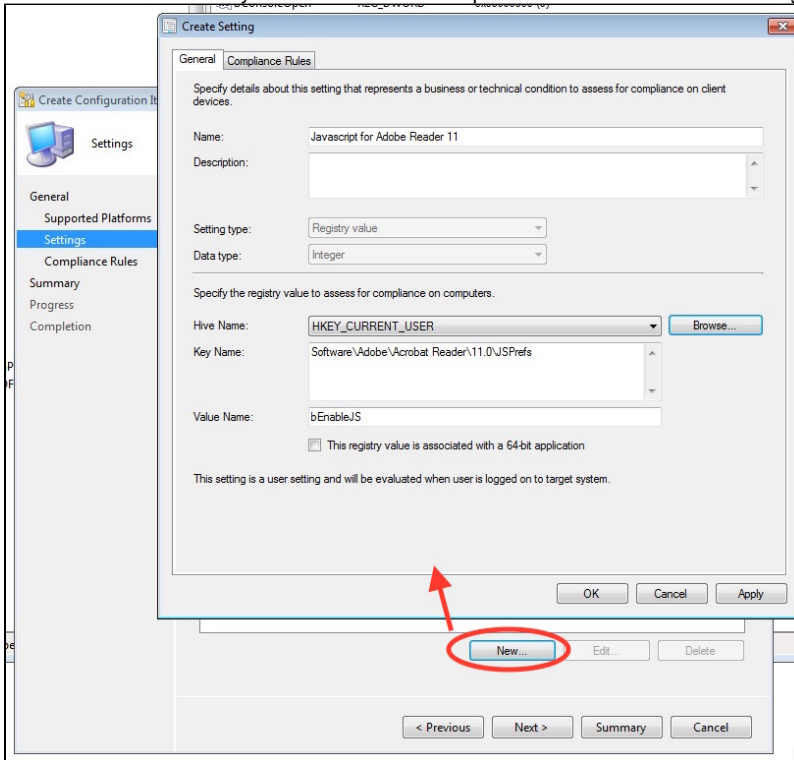 Create Setting
General
Compliance Rules
Specify details about this setting that represents a business or technical condition to assess for compliance on client
devices.
Name:
Javascript for Adobe Reader 11
Description:
Setting type:
Registry value
Data type:
Integer
Specify the registry value to assess for compliance on computers.
Hive Name:
HKEY_CURRENT_USER
Browse...
Key Name:
Software\Adobe\Acrobat Reader\11.0\JSPrefs
Value Name:
bEnableJS
This registry value is associated with a 64-bit application
This setting is a user setting and will be evaluated when user is logged on to target system.
OK
Cancel
Apply
Create Configuration It
Settings
General
Supported Platforms
Settings
Compliance Rules
Summary
Progress
Completion
New...
Edit...
Delete
< Previous
Next >
Summary
Cancel